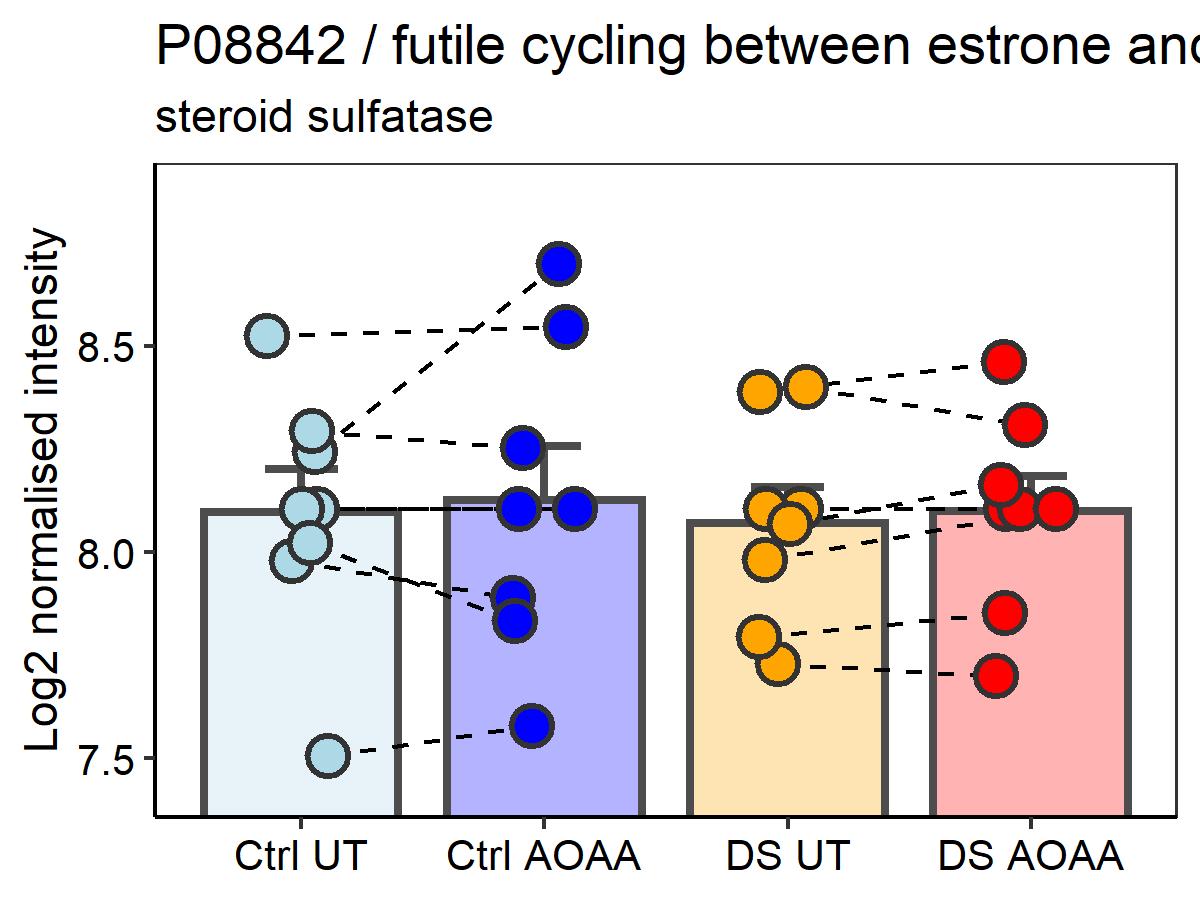 P08842 / futile cycling between estrone and
steroid sulfatase
Log2 normalised intensity
8.5
8.0
7.5
Ctrl UT
Ctrl AOAA
DS UT
DS AOAA